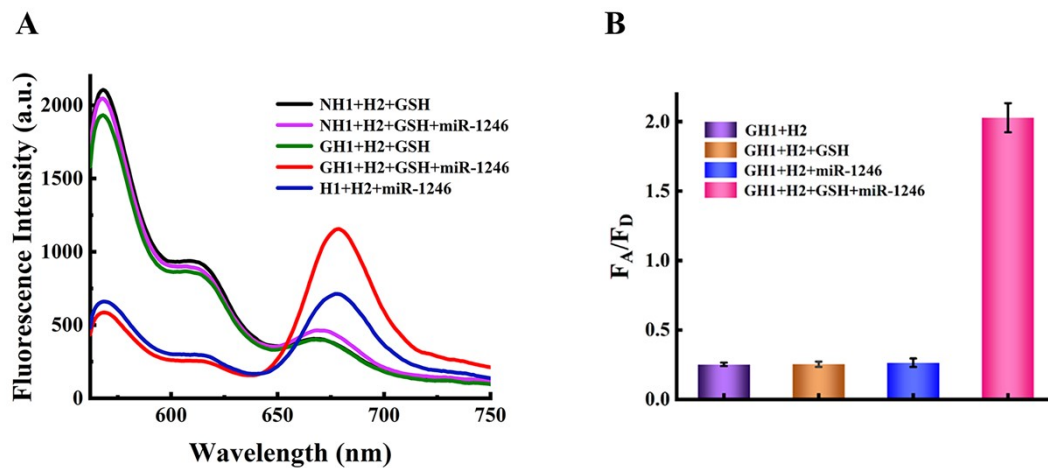 A
Fluorescence Intensity (a.u.)
2000
1500
1000
500
0
600
650
700
750
Wavelength (nm)
NH1+H2+GSH
NH1+H2+GSH+miR-1246
GH1+H2+GSH
GH1+H2+GSH+miR-1246
H1+H2+miR-1246
B
FA/FD
2.0
1.5
1.0
0.5
0.0
GH1+H2
GH1+H2+GSH
GH1+H2+miR-1246
GH1+H2+GSH+miR-1246